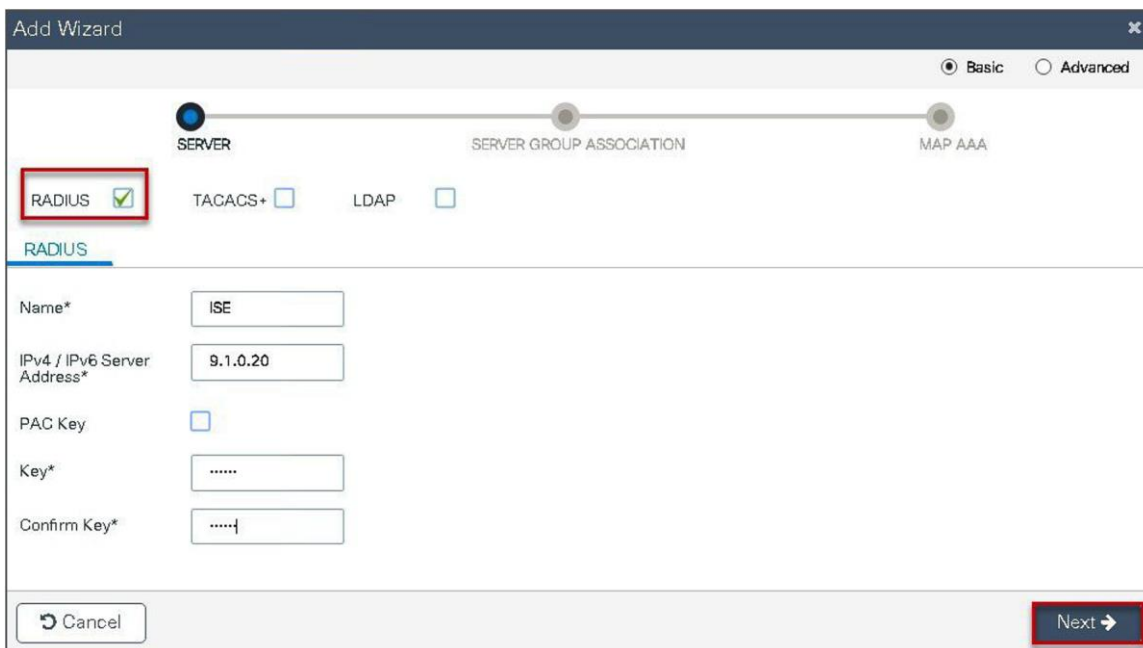 Add Wizard
Basic
Advanced
SERVER
SERVER GROUP ASSOCIATION
MAP AAA
RADIUS
TACACS+
LDAP
RADIUS
Name*
ISE
IPv4 / IPv6 Server
Address*
9.1.0.20
PAC Key
Key*
······
Confirm Key*
······
Cancel
Next